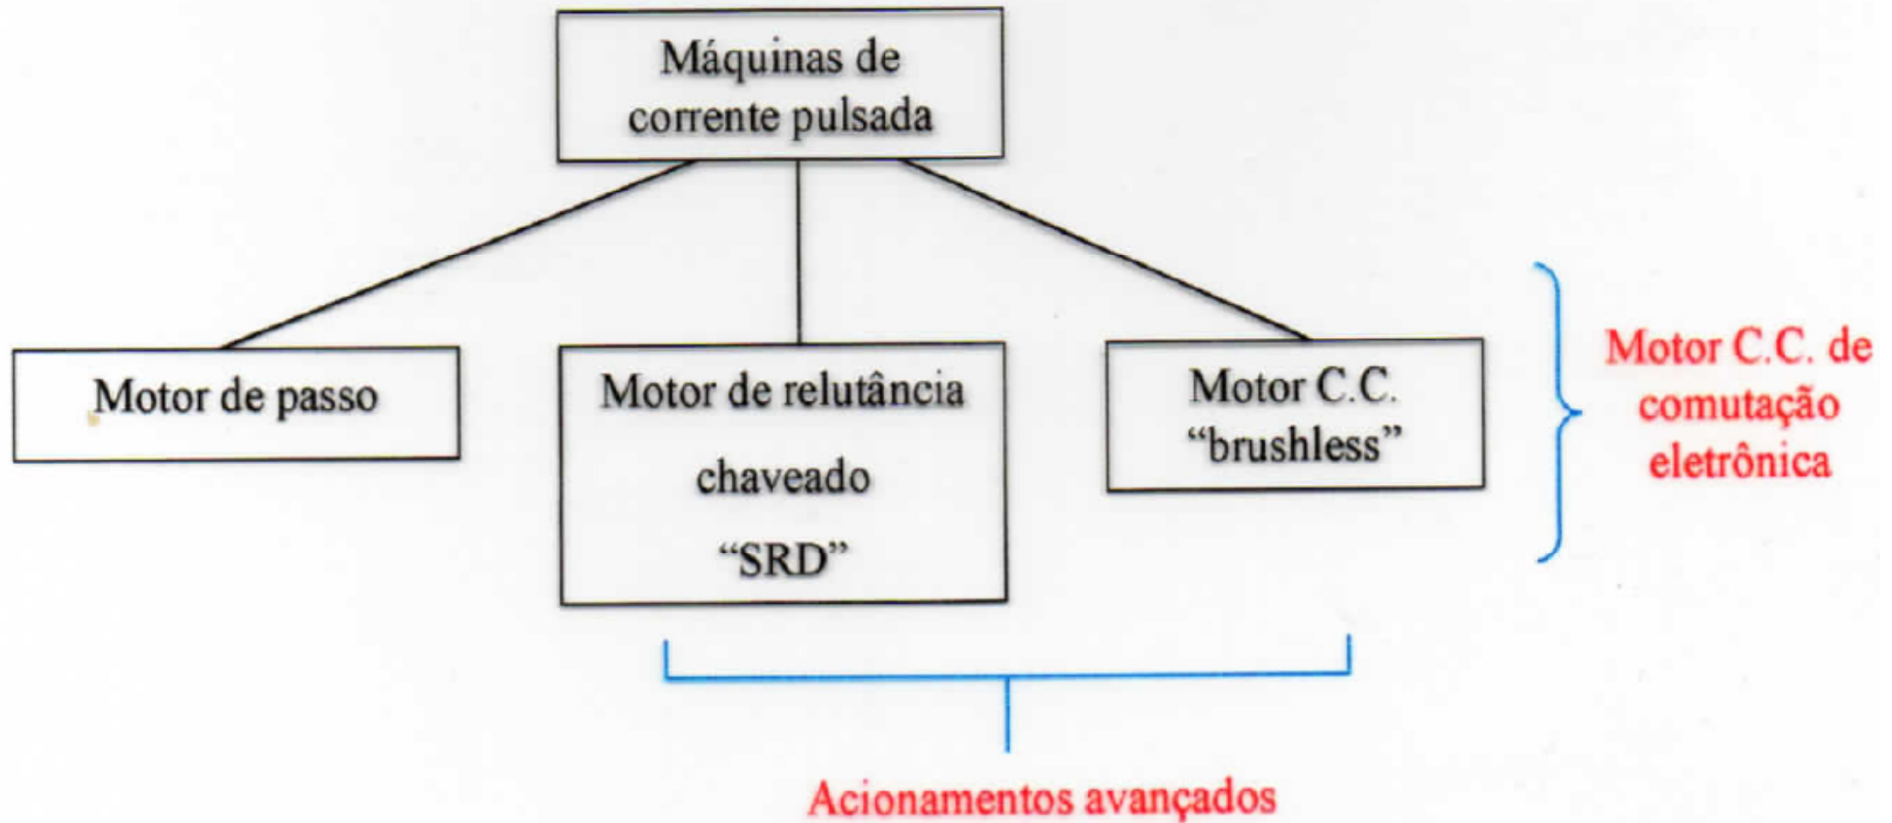 Máquinas de
corrente pulsada
Motor de passo
Motor de relutância
chaveado
“SRD”
Motor C.C.
“brushless”
Motor C.C. de
comutação
eletrônica
Acionamentos avançados